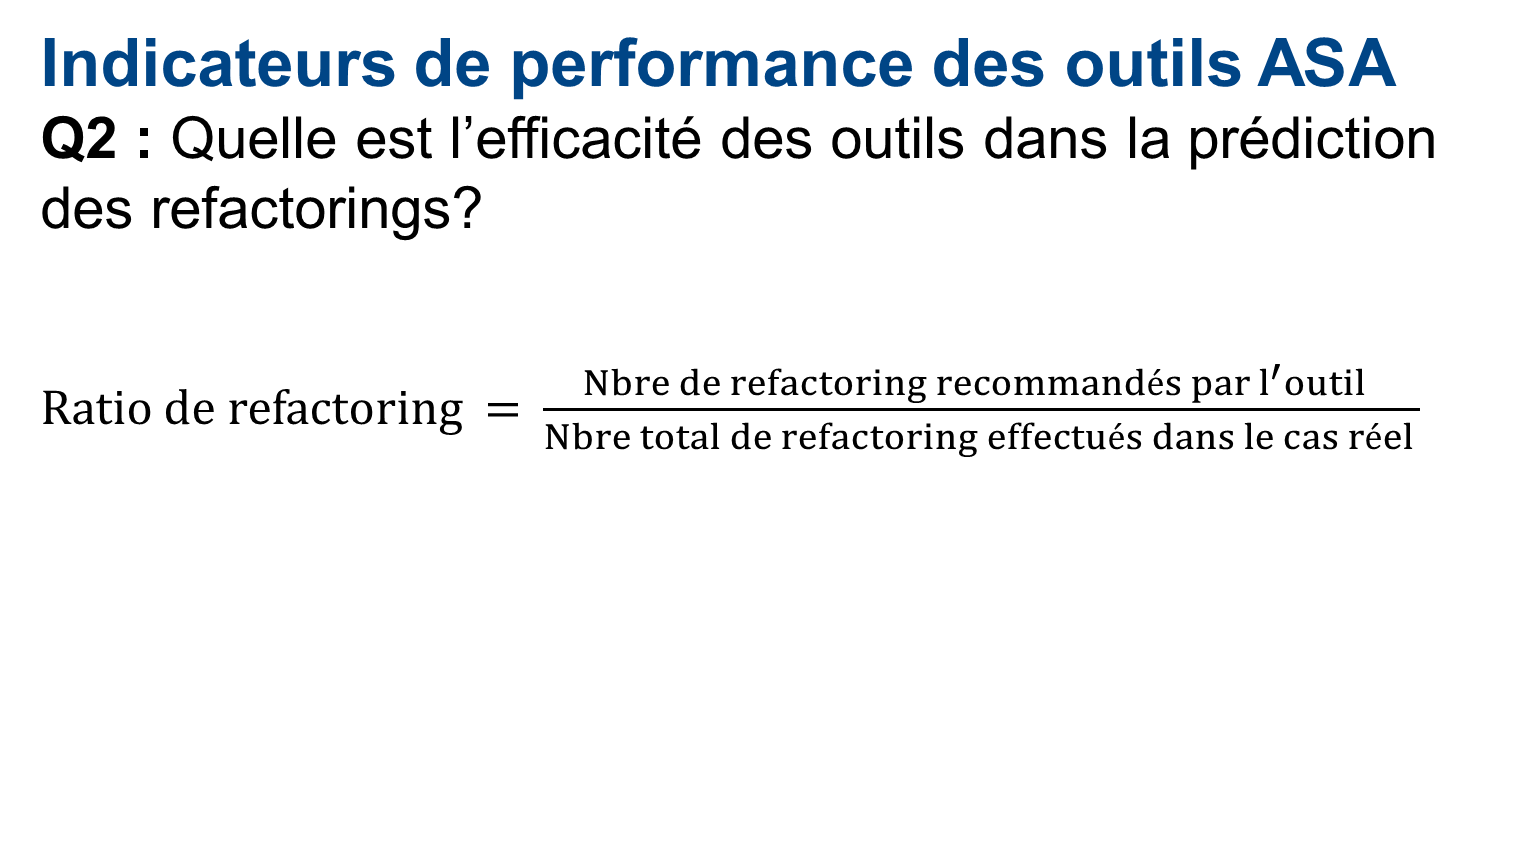 Indicateurs de performance des outils ASA
Q2 : Quelle est l’efficacité des outils dans la prédiction
des refactorings?
Ratio de refactoring = Nbre de refactoring recommandés par l′outil
Nbre total de refactoring effectués dans le cas réel